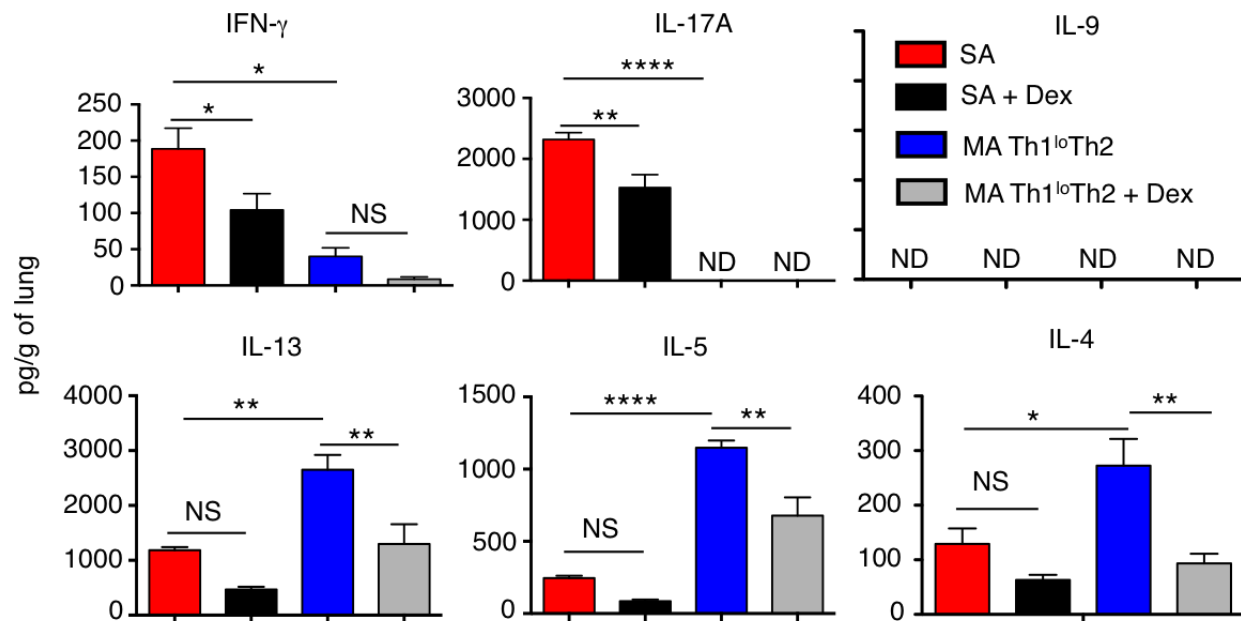 IFN-γ
IL-17A
IL-9
SA
SA + Dex
MA Th1ˡᵒTh2
MA Th1ˡᵒTh2 + Dex
*
*
NS
250
200
150
100
50
0
****
**
ND ND
3000
2000
1000
0
ND ND ND ND
pg/g of lung
IL-13
IL-5
IL-4
**
**
NS
4000
3000
2000
1000
0
****
**
NS
1500
1000
500
0
*
**
NS
400
300
200
100
0